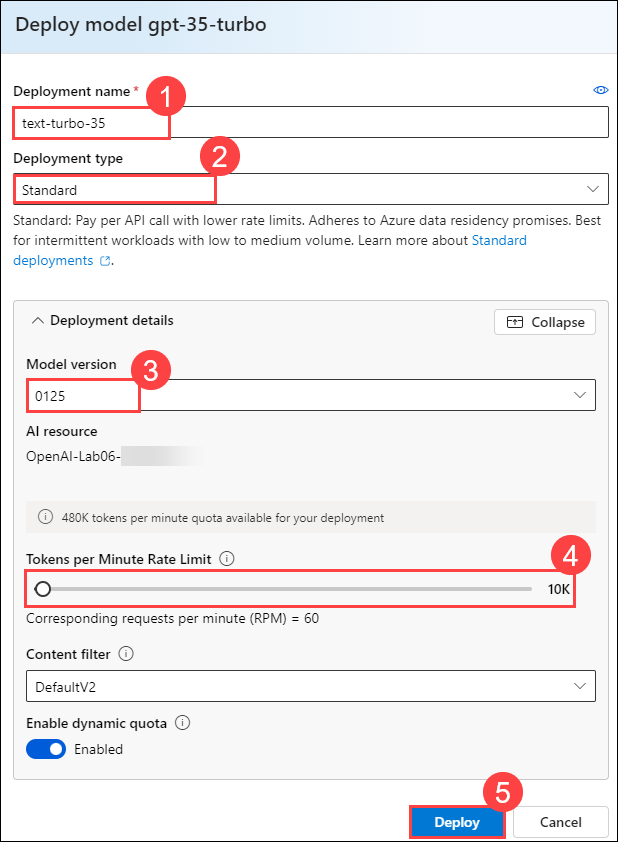 Deploy model gpt-35-turbo
Deployment name *
1
text-turbo-35
Deployment type
2
Standard
Standard: Pay per API call with lower rate limits. Adheres to Azure data residency promises. Best
for intermittent workloads with low to medium volume. Learn more about Standard
deployments .
Deployment details
Collapse
Model version
3
0125
AI resource
OpenAI-Lab06-
480K tokens per minute quota available for your deployment
Tokens per Minute Rate Limit
4
10K
Corresponding requests per minute (RPM) = 60
Content filter
DefaultV2
Enable dynamic quota
Enabled
5
Deploy
Cancel